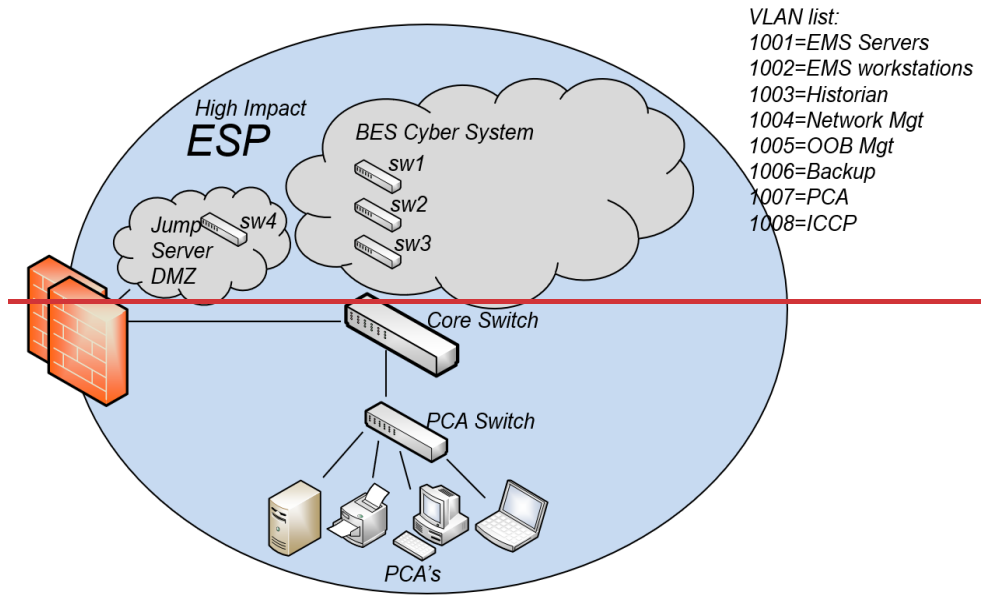 VLAN list:
1001=EMS Servers
1002=EMS workstations
1003=Historian
1004=Network Mgt
1005=OOB Mgt
1006=Backup
1007=PCA
1008=ICCP
High Impact
ESP
BES Cyber System
sw1
sw2
sw3
Jump
sw4
Server
DMZ
Core Switch
PCA Switch
PCA's